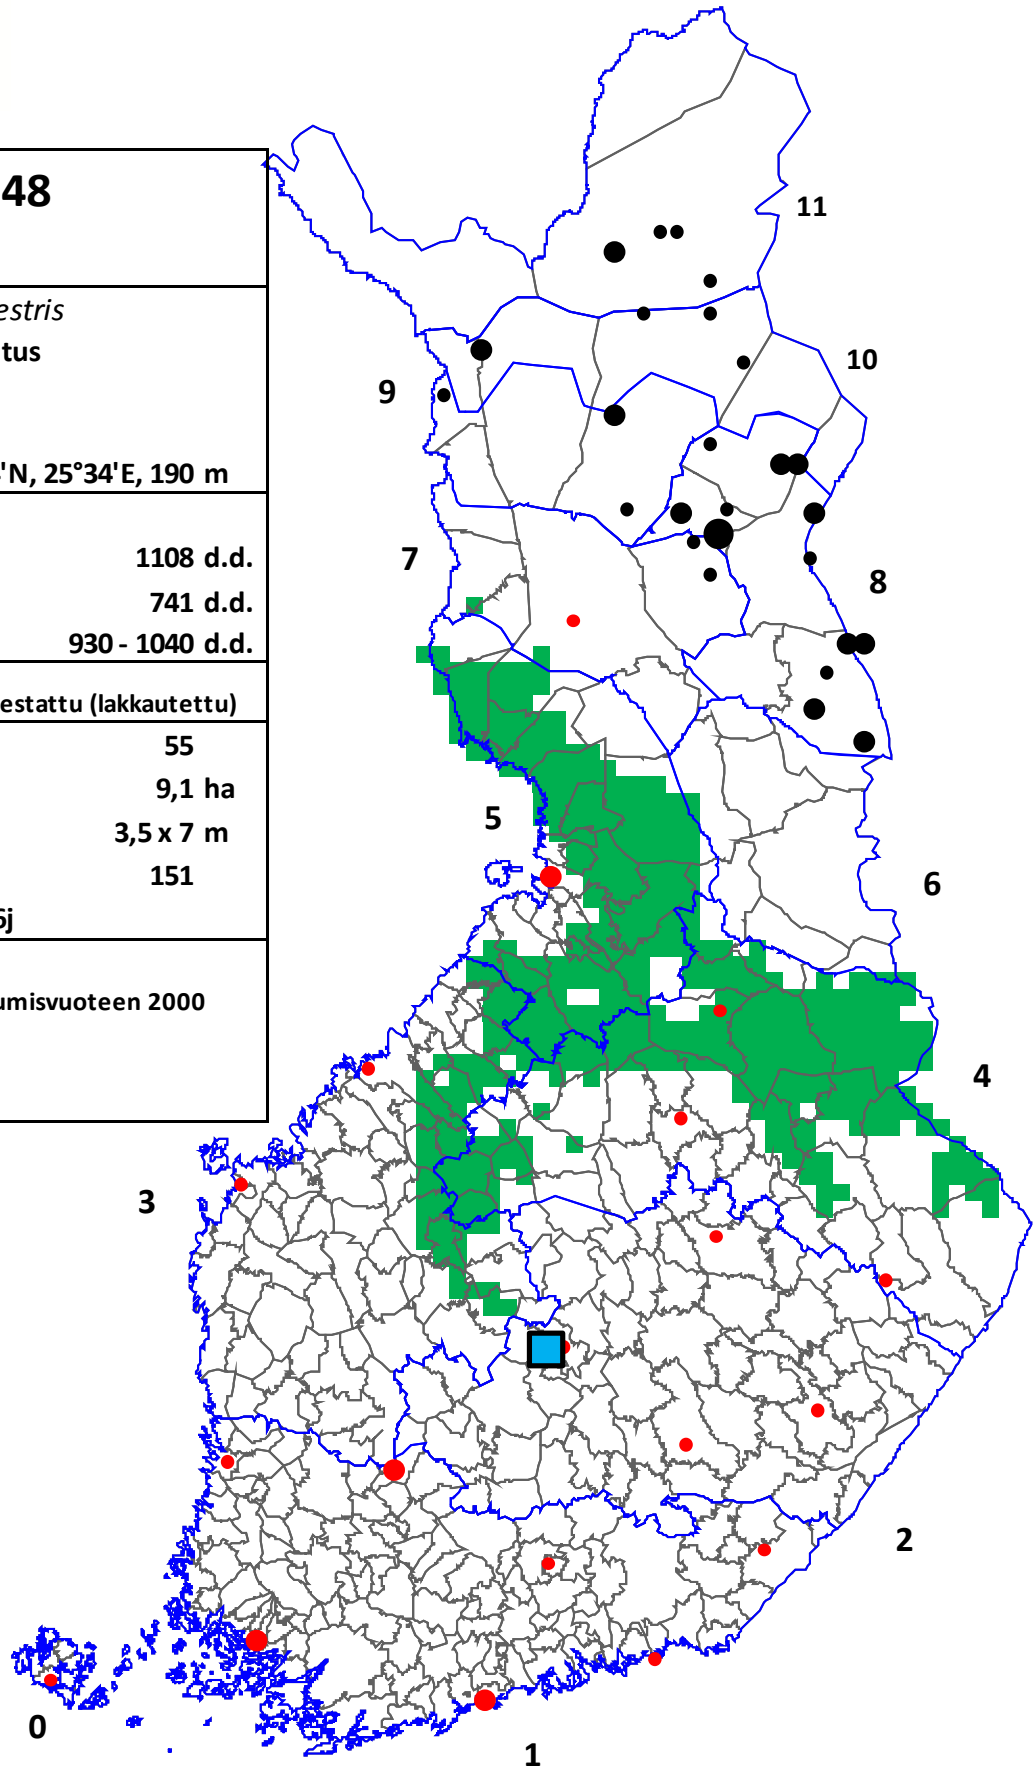 48
estris
tus
'N, 25°34'E, 190 m
1108 d.d.
741 d.d.
930 - 1040 d.d.
estattu (lakkautettu)
55
9,1 ha
3,5 x 7 m
151
6j
umisvuoteen 2000
11
10
9
8
7
6
5
4
3
2
1
0